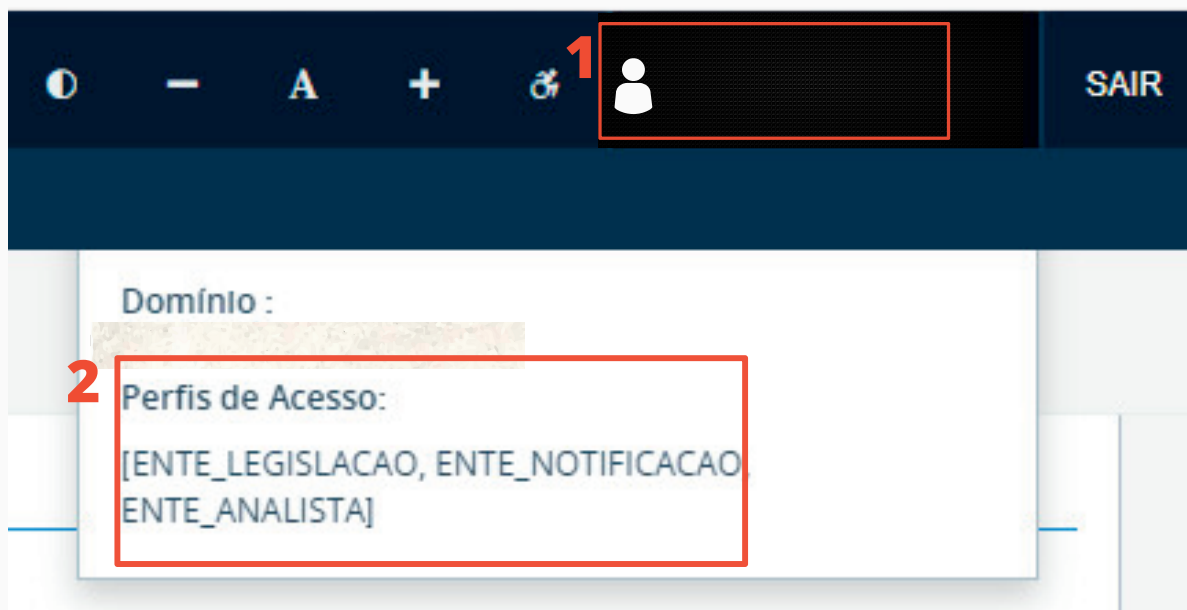 A
1
SAIR
Domínio :
2
Perfis de Acesso:
[ENTE_LEGISLACAO, ENTE_NOTIFICACAO,
ENTE_ANALISTA]